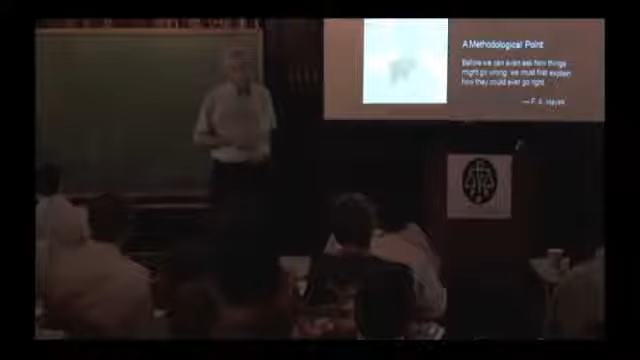 A Methodological Point
Before we can even ask how things
might go wrong, we must first explain
how they could ever go right.
— F. A. Hayek